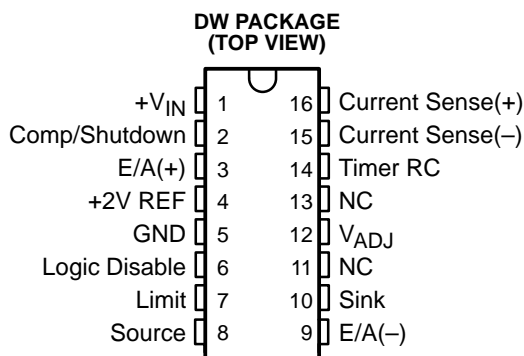 DW PACKAGE
(TOP VIEW)
+VIN 1 16 Current Sense(+)
Comp/Shutdown 2 15 Current Sense(–)
E/A(+) 3 14 Timer RC
+2V REF 4 13 NC
GND 5 12 VADJ
Logic Disable 6 11 NC
Limit 7 10 Sink
Source 8 9 E/A(–)